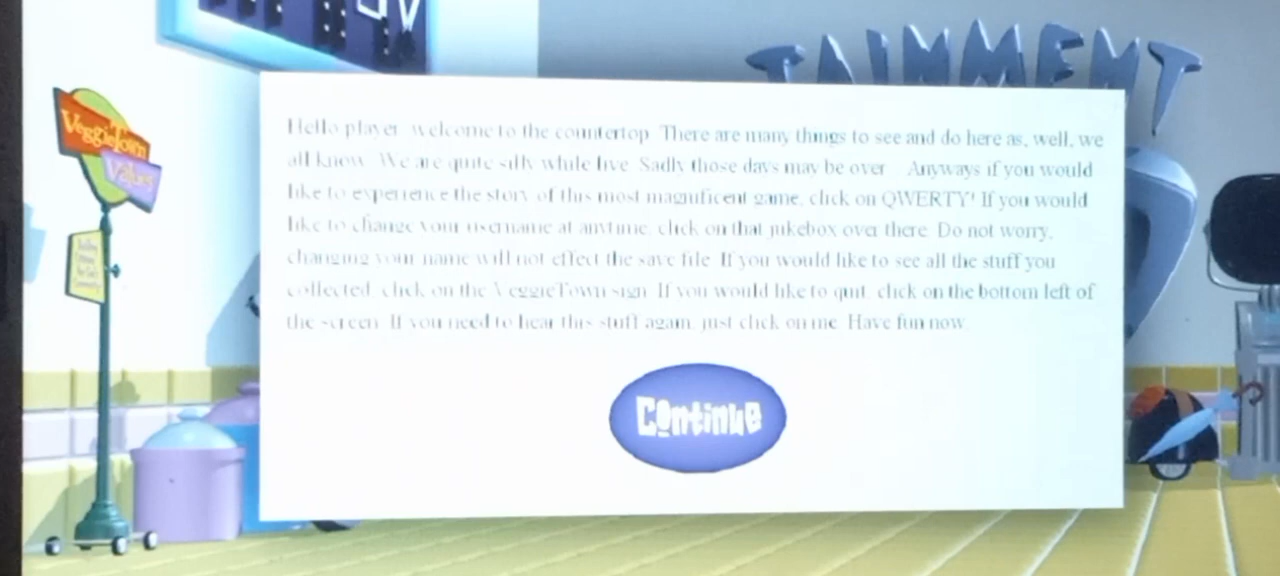 TAINMENT
VeggieTown
Values
Hello player, welcome to the countertop. There are many things to see and do here as, well, we
all know. We are quite silly while live. Sadly those days may be over... Anyways if you would
like to experience the story of this most magnificent game, click on QWERTY! If you would
like to change your username at anytime, click on that jukebox over there. Do not worry,
changing your name will not effect the save file. If you would like to see all the stuff you
collected, click on the VeggieTown sign. If you would like to quit, click on the bottom left of
the screen. If you need to hear this stuff again, just click on me. Have fun now.
Continue